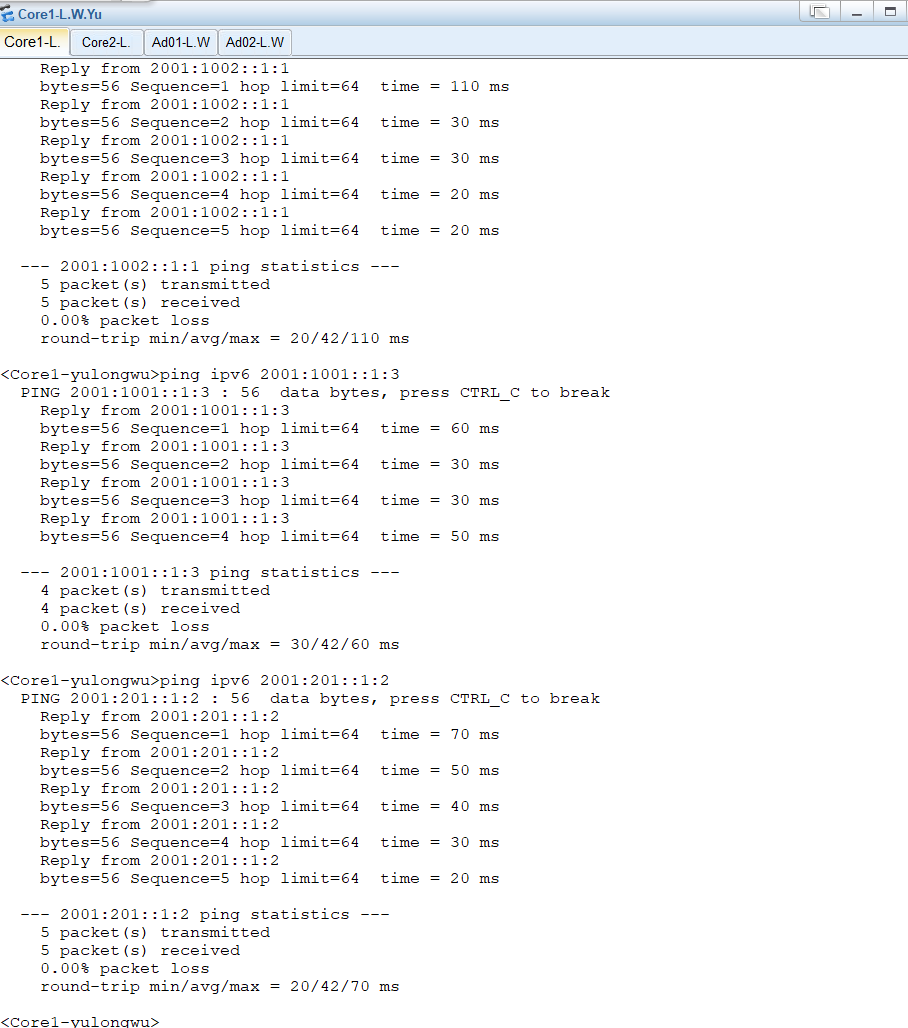 Core1-L.W.Yu
Core1-L. Core2-L. Ad01-L.W Ad02-L.W
Reply from 2001:1002::1:1
bytes=56 Sequence=1 hop limit=64  time = 110 ms
Reply from 2001:1002::1:1
bytes=56 Sequence=2 hop limit=64  time = 30 ms
Reply from 2001:1002::1:1
bytes=56 Sequence=3 hop limit=64  time = 30 ms
Reply from 2001:1002::1:1
bytes=56 Sequence=4 hop limit=64  time = 20 ms
Reply from 2001:1002::1:1
bytes=56 Sequence=5 hop limit=64  time = 20 ms
--- 2001:1002::1:1 ping statistics ---
5 packet(s) transmitted
5 packet(s) received
0.00% packet loss
round-trip min/avg/max = 20/42/110 ms
<Core1-yulongwu>ping ipv6 2001:1001::1:3
PING 2001:1001::1:3 : 56  data bytes, press CTRL_C to break
Reply from 2001:1001::1:3
bytes=56 Sequence=1 hop limit=64  time = 60 ms
Reply from 2001:1001::1:3
bytes=56 Sequence=2 hop limit=64  time = 30 ms
Reply from 2001:1001::1:3
bytes=56 Sequence=3 hop limit=64  time = 30 ms
Reply from 2001:1001::1:3
bytes=56 Sequence=4 hop limit=64  time = 50 ms
--- 2001:1001::1:3 ping statistics ---
4 packet(s) transmitted
4 packet(s) received
0.00% packet loss
round-trip min/avg/max = 30/42/60 ms
<Core1-yulongwu>ping ipv6 2001:201::1:2
PING 2001:201::1:2 : 56  data bytes, press CTRL_C to break
Reply from 2001:201::1:2
bytes=56 Sequence=1 hop limit=64  time = 70 ms
Reply from 2001:201::1:2
bytes=56 Sequence=2 hop limit=64  time = 50 ms
Reply from 2001:201::1:2
bytes=56 Sequence=3 hop limit=64  time = 40 ms
Reply from 2001:201::1:2
bytes=56 Sequence=4 hop limit=64  time = 30 ms
Reply from 2001:201::1:2
bytes=56 Sequence=5 hop limit=64  time = 20 ms
--- 2001:201::1:2 ping statistics ---
5 packet(s) transmitted
5 packet(s) received
0.00% packet loss
round-trip min/avg/max = 20/42/70 ms
<Core1-yulongwu>